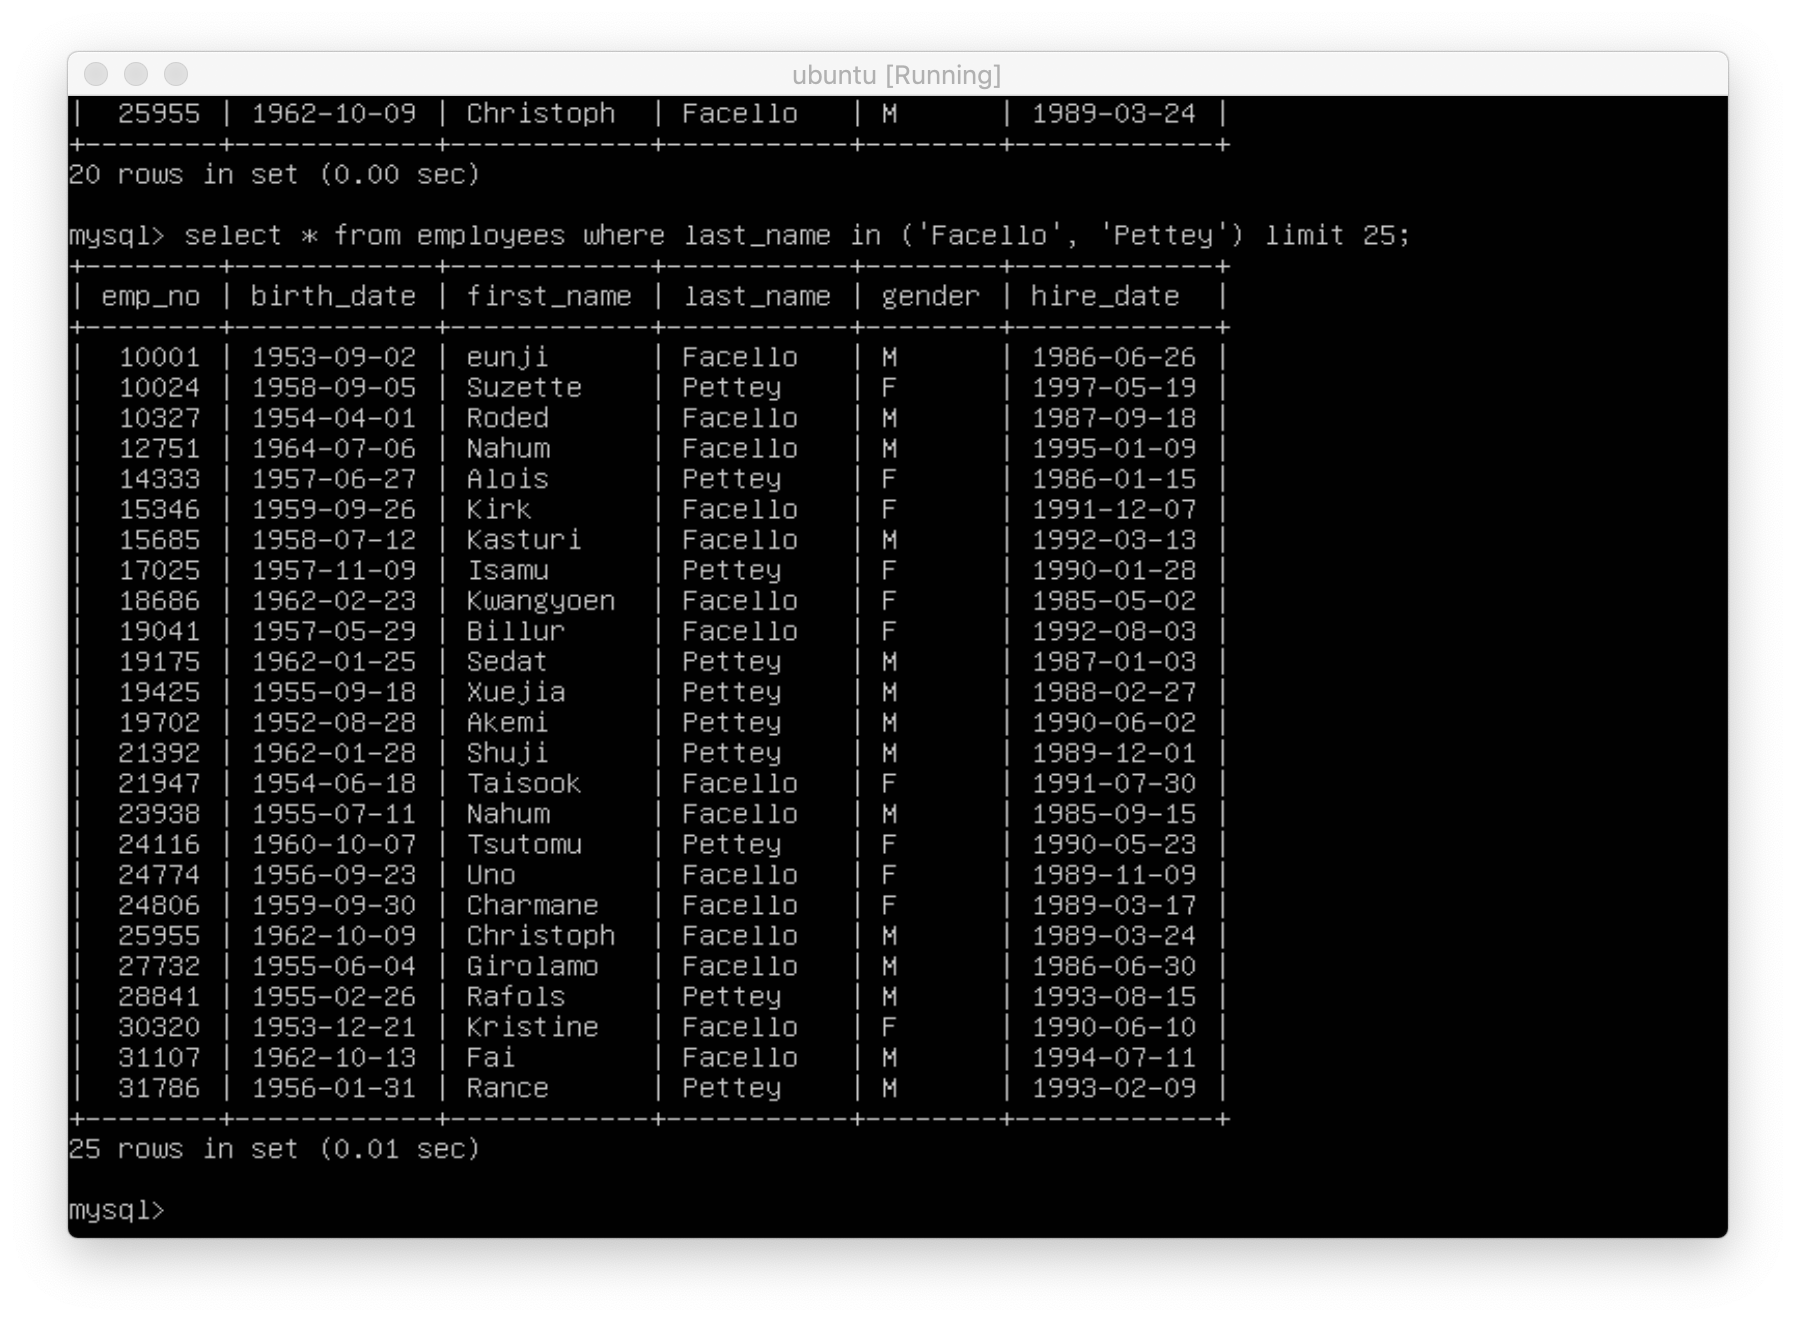 ubuntu [Running]
|  25955 | 1962-10-09 | Christoph  | Facello   | M      | 1989-03-24 |
+--------+------------+------------+-----------+--------+------------+
20 rows in set (0.00 sec)
mysql> select * from employees where last_name in ('Facello', 'Pettey') limit 25;
+--------+------------+------------+-----------+--------+------------+
| emp_no | birth_date | first_name | last_name | gender | hire_date  |
+--------+------------+------------+-----------+--------+------------+
|  10001 | 1953-09-02 | eunji      | Facello   | M      | 1986-06-26 |
|  10024 | 1958-09-05 | Suzette    | Pettey    | F      | 1997-05-19 |
|  10327 | 1954-04-01 | Roded      | Facello   | M      | 1987-09-18 |
|  12751 | 1964-07-06 | Nahum      | Facello   | M      | 1995-01-09 |
|  14333 | 1957-06-27 | Alois      | Pettey    | F      | 1986-01-15 |
|  15346 | 1959-09-26 | Kirk       | Facello   | F      | 1991-12-07 |
|  15685 | 1958-07-12 | Kasturi    | Facello   | M      | 1992-03-13 |
|  17025 | 1957-11-09 | Isamu      | Pettey    | F      | 1990-01-28 |
|  18686 | 1962-02-23 | Kwangyoen  | Facello   | F      | 1985-05-02 |
|  19041 | 1957-05-29 | Billur     | Facello   | F      | 1992-08-03 |
|  19175 | 1962-01-25 | Sedat      | Pettey    | M      | 1987-01-03 |
|  19425 | 1955-09-18 | Xuejia     | Pettey    | M      | 1988-02-27 |
|  19702 | 1952-08-28 | Akemi      | Pettey    | M      | 1990-06-02 |
|  21392 | 1962-01-28 | Shuji      | Pettey    | M      | 1989-12-01 |
|  21947 | 1954-06-18 | Taisook    | Facello   | F      | 1991-07-30 |
|  23938 | 1955-07-11 | Nahum      | Facello   | M      | 1985-09-15 |
|  24116 | 1960-10-07 | Tsutomu    | Pettey    | F      | 1990-05-23 |
|  24774 | 1956-09-23 | Uno        | Facello   | F      | 1989-11-09 |
|  24806 | 1959-09-30 | Charmane   | Facello   | F      | 1989-03-17 |
|  25955 | 1962-10-09 | Christoph  | Facello   | M      | 1989-03-24 |
|  27732 | 1955-06-04 | Girolamo   | Facello   | M      | 1986-06-30 |
|  28841 | 1955-02-26 | Rafols     | Pettey    | M      | 1993-08-15 |
|  30320 | 1953-12-21 | Kristine   | Facello   | F      | 1990-06-10 |
|  31107 | 1962-10-13 | Fai        | Facello   | M      | 1994-07-11 |
|  31786 | 1956-01-31 | Rance      | Pettey    | M      | 1993-02-09 |
+--------+------------+------------+-----------+--------+------------+
25 rows in set (0.01 sec)
mysql>